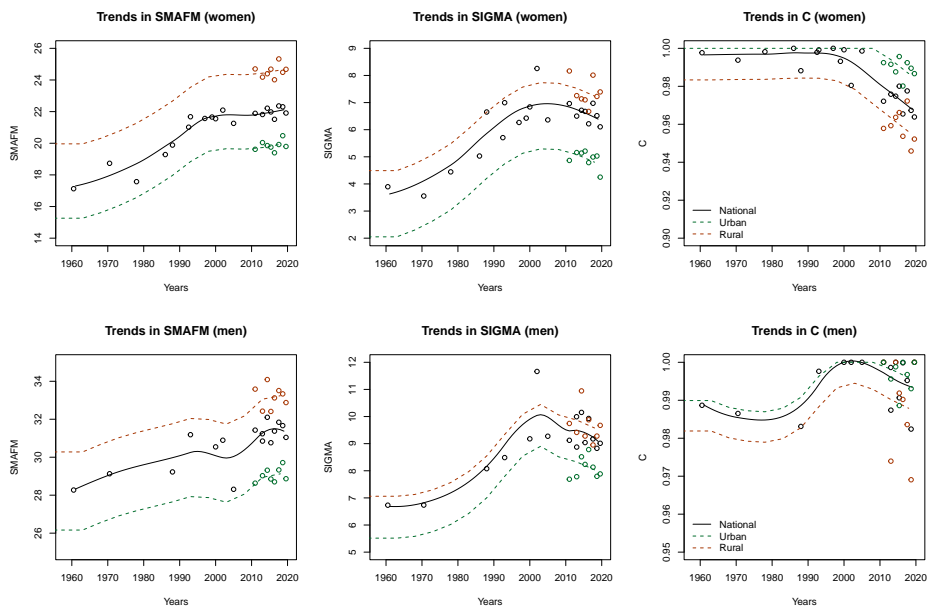 Trends in SMAFM (women)
SMAFM
14 16 18 20 22 24 26
1960 1970 1980 1990 2000 2010 2020
Years
Trends in SIGMA (women)
SIGMA
2 3 4 5 6 7 8 9
1960 1970 1980 1990 2000 2010 2020
Years
Trends in C (women)
C
0.90 0.92 0.94 0.96 0.98 1.00
National
Urban
Rural
1960 1970 1980 1990 2000 2010 2020
Years
Trends in SMAFM (men)
SMAFM
26 28 30 32 34
1960 1970 1980 1990 2000 2010 2020
Years
Trends in SIGMA (men)
SIGMA
5 6 7 8 9 10 11 12
1960 1970 1980 1990 2000 2010 2020
Years
Trends in C (men)
C
0.95 0.96 0.97 0.98 0.99 1.00
National
Urban
Rural
1960 1970 1980 1990 2000 2010 2020
Years